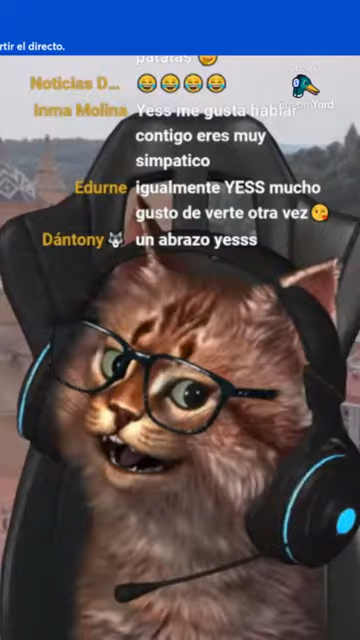 rtir el directo.
patatas
Noticias D... 😂😂😂😂
Inma Molina Yess me gusta hablar
contigo eres muy
simpatico
StreamYard
Edurne igualmente YESS mucho
gusto de verte otra vez😘
Dántony🐺 un abrazo yesss